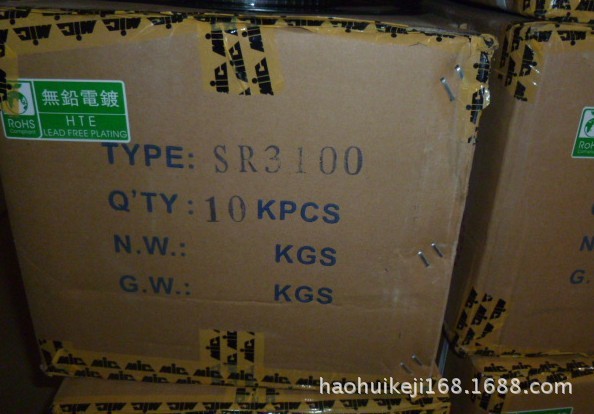 RoHS
無鉛電鍍
HTE
LEAD FREE PLATING
TYPE: SR3100
Q'TY: 10 KPCS
N.W.: KGS
G.W.: KGS
haohuikeji168.1688.com